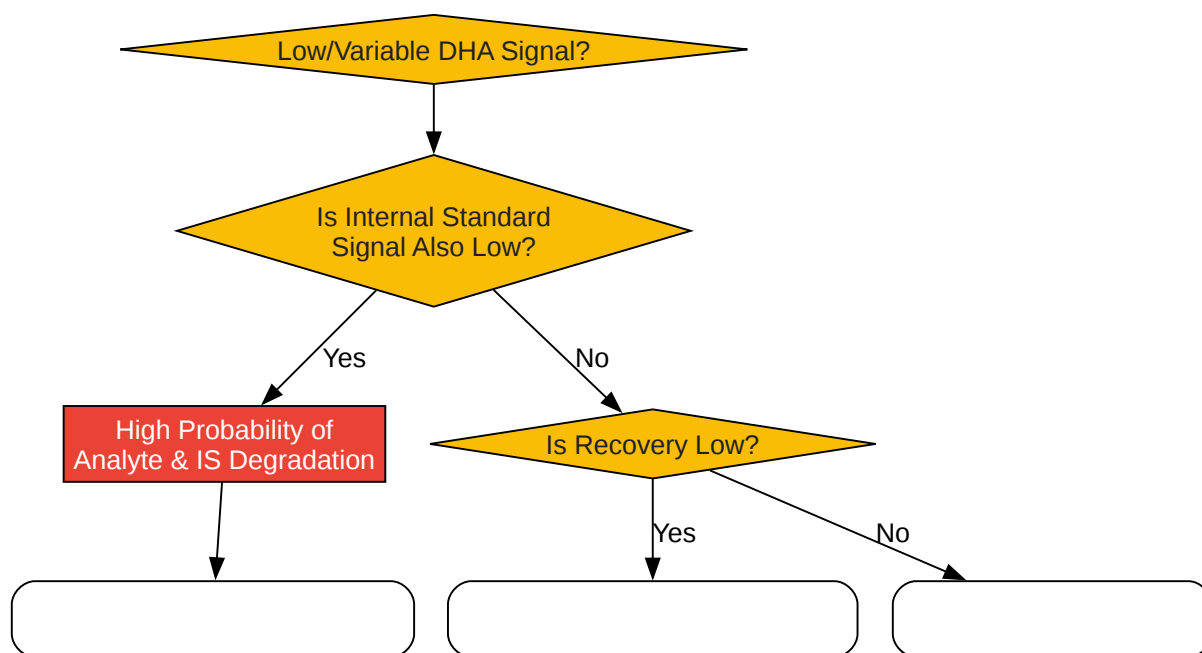 Low/Variable DHA Signal?
Is Internal Standard
Signal Also Low?
Yes
No
High Probability of
Analyte & IS Degradation
Is Recovery Low?
Yes
No